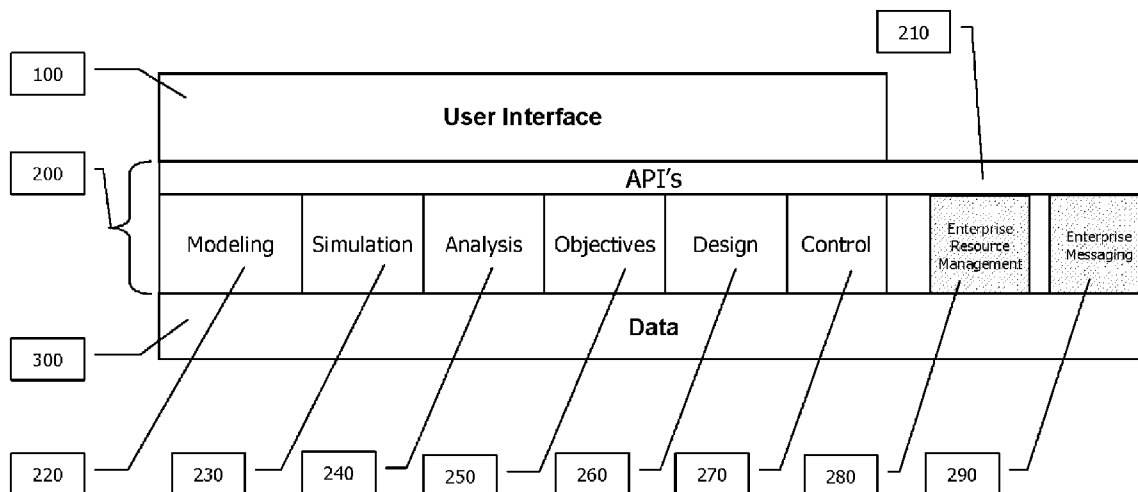 210
100
User Interface
200
API's
Modeling
Simulation
Analysis
Objectives
Design
Control
Enterprise
Resource
Management
Enterprise
Messaging
Data
300
220
230
240
250
260
270
280
290